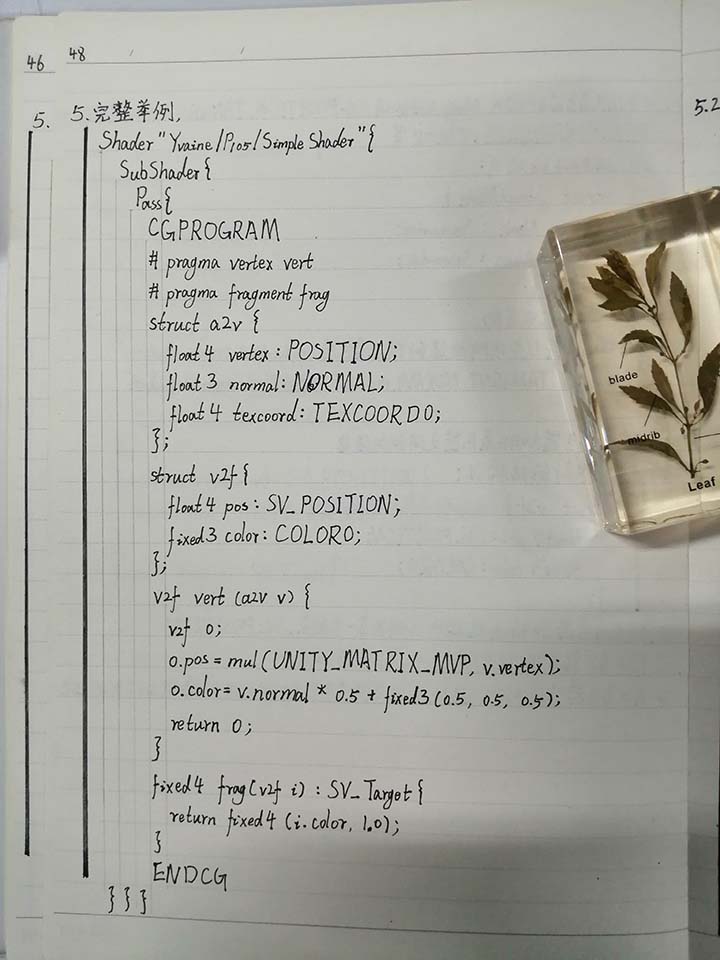 46
48
5.
5.完整举例,
5.2
Shader "Yvaine/P105/Simple Shader"{
SubShader{
Pass{
CGPROGRAM
# pragma vertex vert
# pragma fragment frag
struct a2v {
float4 vertex: POSITION;
float3 normal: NORMAL;
float4 texcoord: TEXCOORD0;
};
struct v2f{
float4 pos: SV_POSITION;
fixed3 color: COLOR0;
};
v2f vert (a2v v) {
v2f o;
o.pos = mul(UNITY_MATRIX_MVP, v.vertex);
o.color= v.normal * 0.5 + fixed3 (0.5, 0.5, 0.5);
return o;
}
fixed4 frag(v2f i) : SV_Target{
return fixed4 (i.color, 1.0);
}
ENDCG
} } }
blade
midrib
Leaf